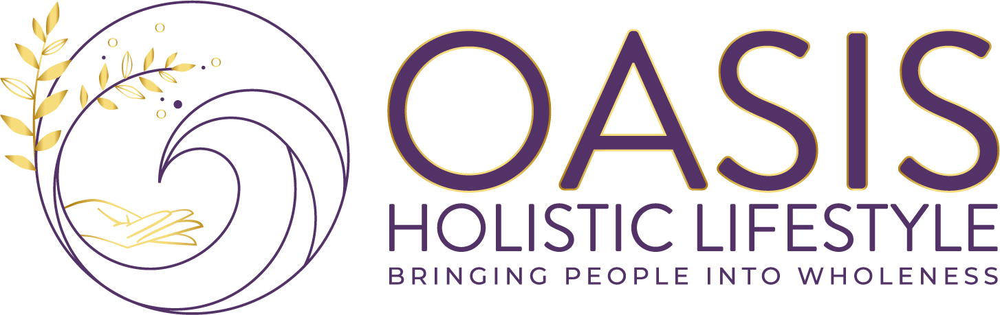 OASIS
HOLISTIC LIFESTYLE
BRINGING PEOPLE INTO WHOLENESS